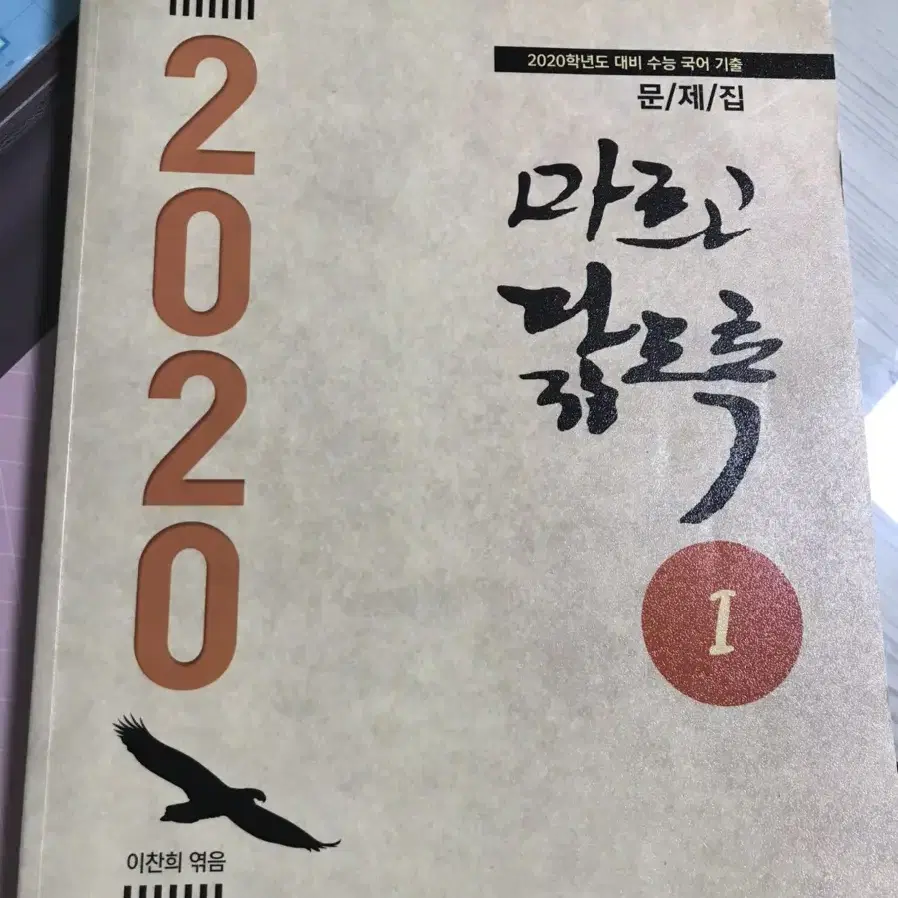 2020
2020학년도 대비 수능 국어 기출
문/제/집
마르고
닳도록
1
이찬희 엮음